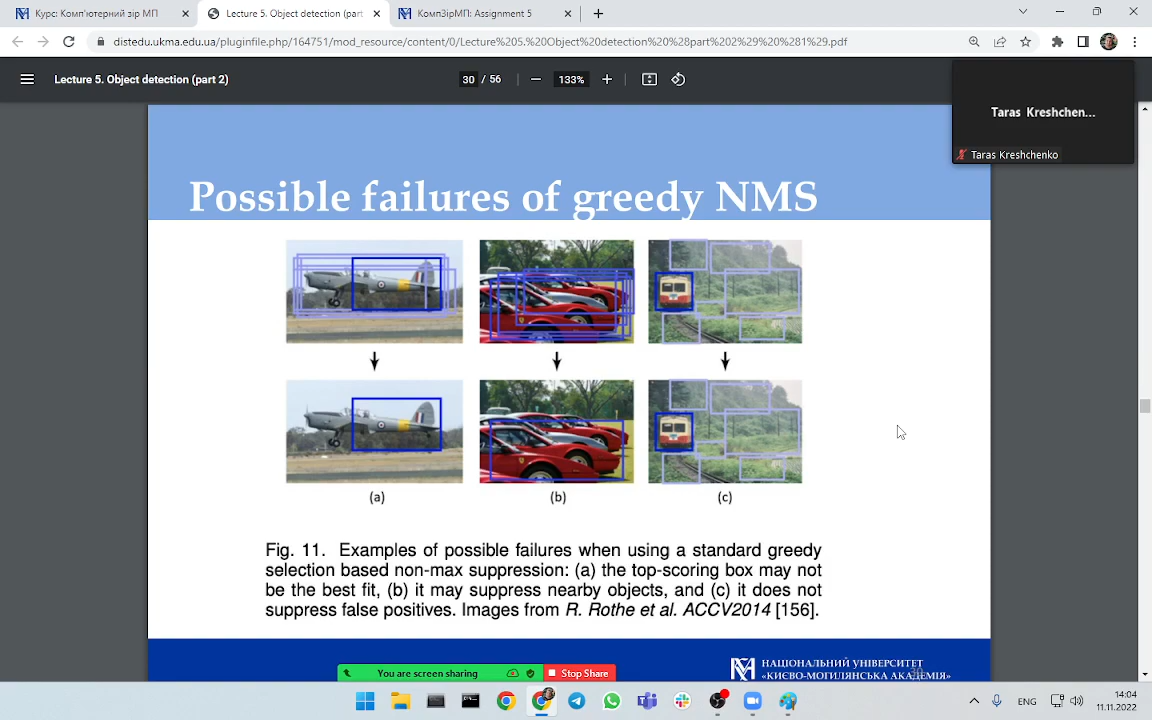 Курс: Комп'ютерний зір МП
Lecture 5. Object detection (part
КомпЗірМП: Assignment 5
distedu.ukma.edu.ua/pluginfile.php/164751/mod_resource/content/0/Lecture%205.%20Object%20detection%20%28part%202%29%20%281%29.pdf
Lecture 5. Object detection (part 2)
30 / 56
133%
Taras Kreshchen...
Taras Kreshchenko
Possible failures of greedy NMS
(a)
(b)
(c)
Fig. 11. Examples of possible failures when using a standard greedy
selection based non-max suppression: (a) the top-scoring box may not
be the best fit, (b) it may suppress nearby objects, and (c) it does not
suppress false positives. Images from R. Rothe et al. ACCV2014 [156].
НАЦІОНАЛЬНИЙ УНІВЕРСИТЕТ
«КИЄВО-МОГИЛЯНСЬКА АКАДЕМІЯ»
30
You are screen sharing
Stop Share
ENG
14:04
11.11.2022